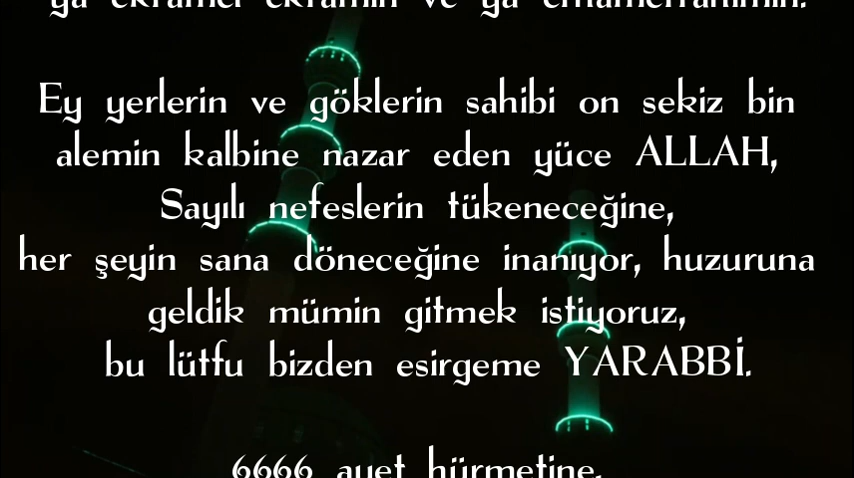 ya ekramel ekramin ve ya erhamerrahimin.
Ey yerlerin ve göklerin sahibi on sekiz bin
alemin kalbine nazar eden yüce ALLAH,
Sayılı nefeslerin tükeneceğine,
her şeyin sana döneceğine inanıyor, huzuruna
geldik mümin gitmek istiyoruz,
bu lütfu bizden esirgeme YARABBİ.
6666 ayet hürmetine,